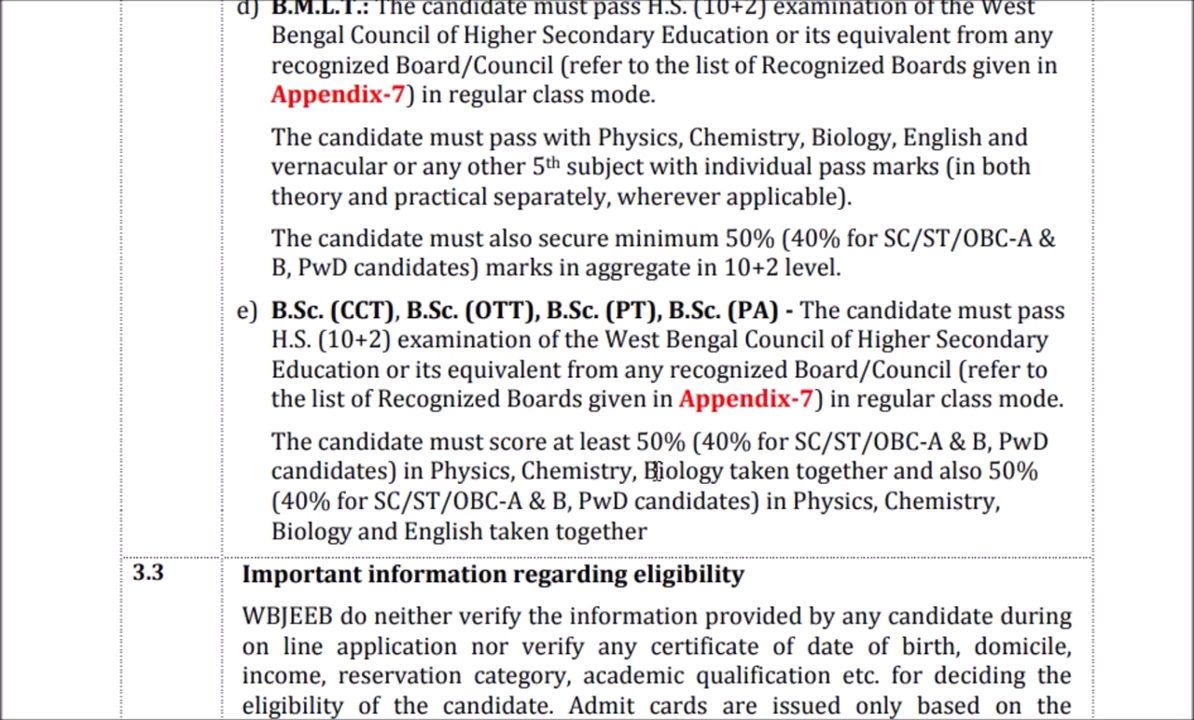 d) B.M.L.T.: The candidate must pass H.S. (10+2) examination of the West
Bengal Council of Higher Secondary Education or its equivalent from any
recognized Board/Council (refer to the list of Recognized Boards given in
Appendix-7) in regular class mode.
The candidate must pass with Physics, Chemistry, Biology, English and
vernacular or any other 5th subject with individual pass marks (in both
theory and practical separately, wherever applicable).
The candidate must also secure minimum 50% (40% for SC/ST/OBC-A &
B, PwD candidates) marks in aggregate in 10+2 level.
e) B.Sc. (CCT), B.Sc. (OTT), B.Sc. (PT), B.Sc. (PA) - The candidate must pass
H.S. (10+2) examination of the West Bengal Council of Higher Secondary
Education or its equivalent from any recognized Board/Council (refer to
the list of Recognized Boards given in Appendix-7) in regular class mode.
The candidate must score at least 50% (40% for SC/ST/OBC-A & B, PwD
candidates) in Physics, Chemistry, Biology taken together and also 50%
(40% for SC/ST/OBC-A & B, PwD candidates) in Physics, Chemistry,
Biology and English taken together
3.3 Important information regarding eligibility
WBJEEB do neither verify the information provided by any candidate during
on line application nor verify any certificate of date of birth, domicile,
income, reservation category, academic qualification etc. for deciding the
eligibility of the candidate. Admit cards are issued only based on the